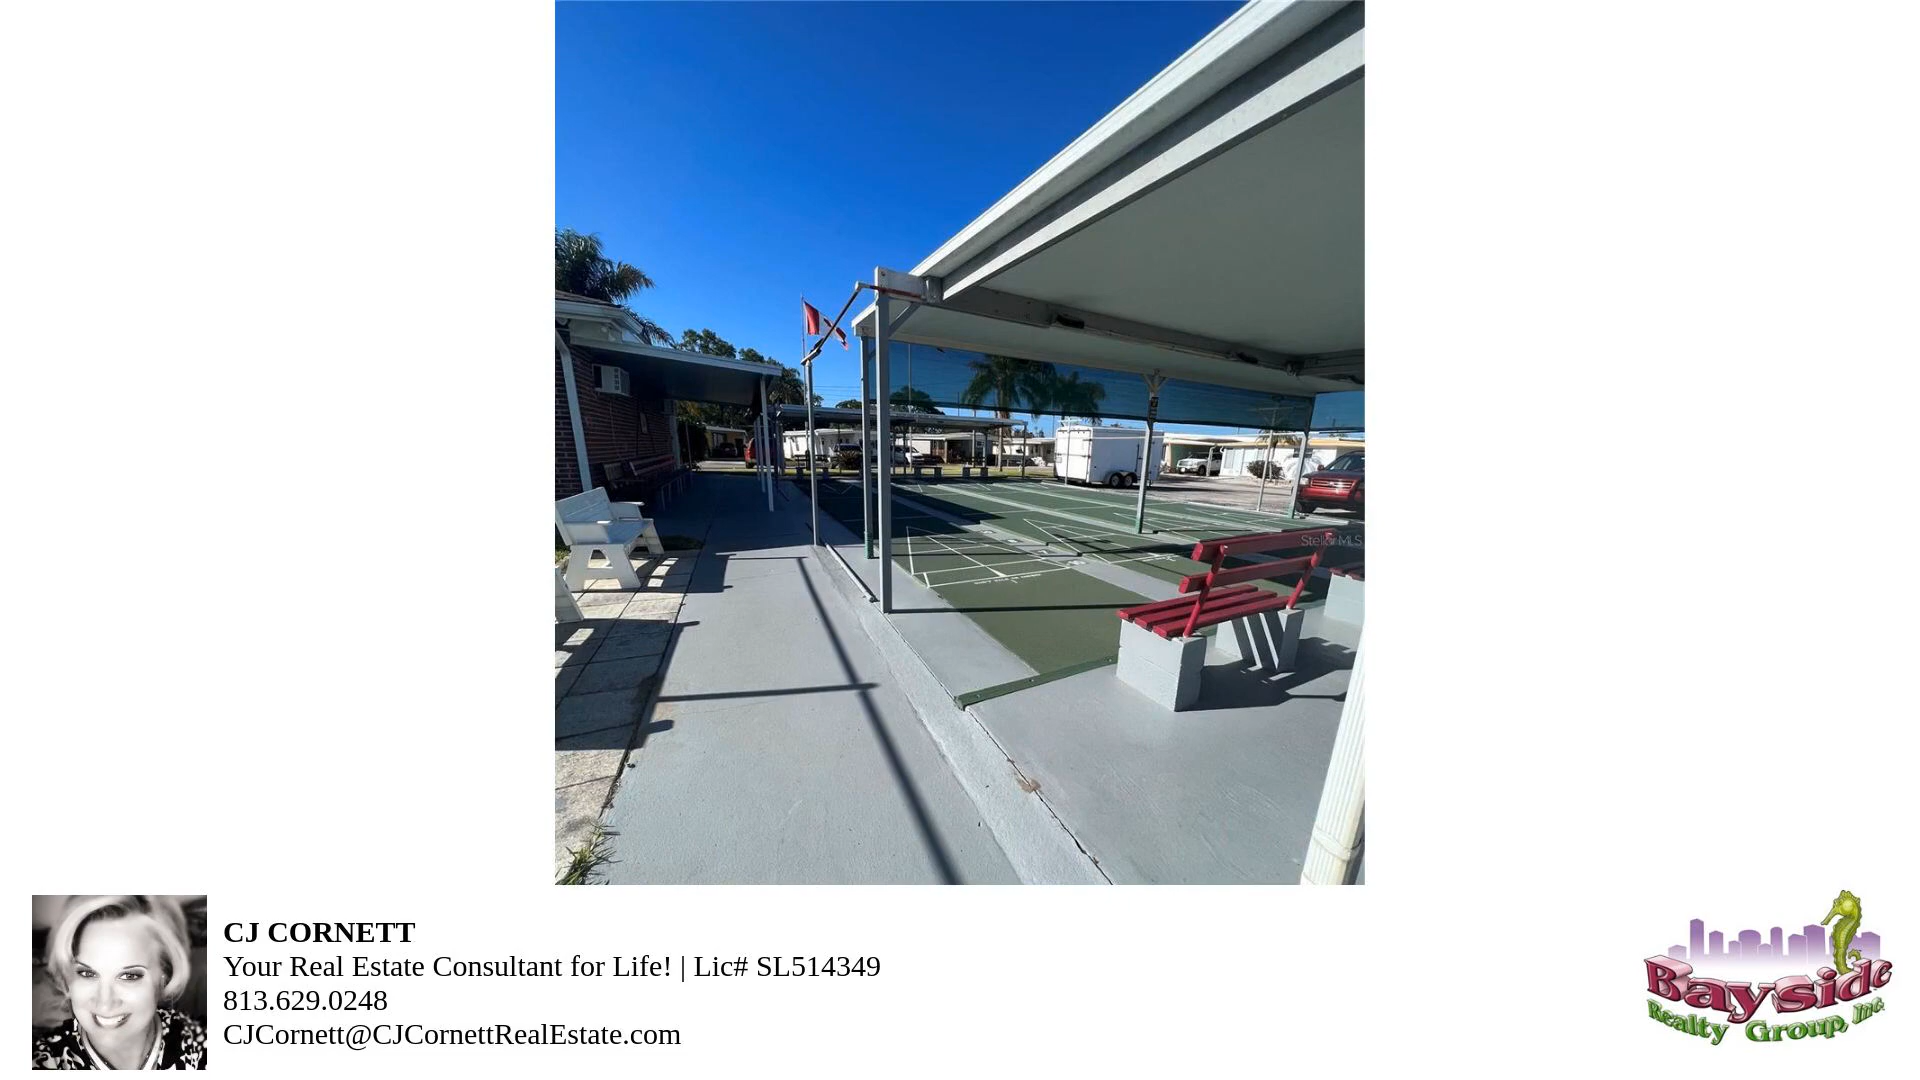 Stellar MLS
CJ CORNETT
Your Real Estate Consultant for Life! | Lic# SL514349
813.629.0248
CJCornett@CJCornettRealEstate.com
Bayside
Realty Group, Inc.